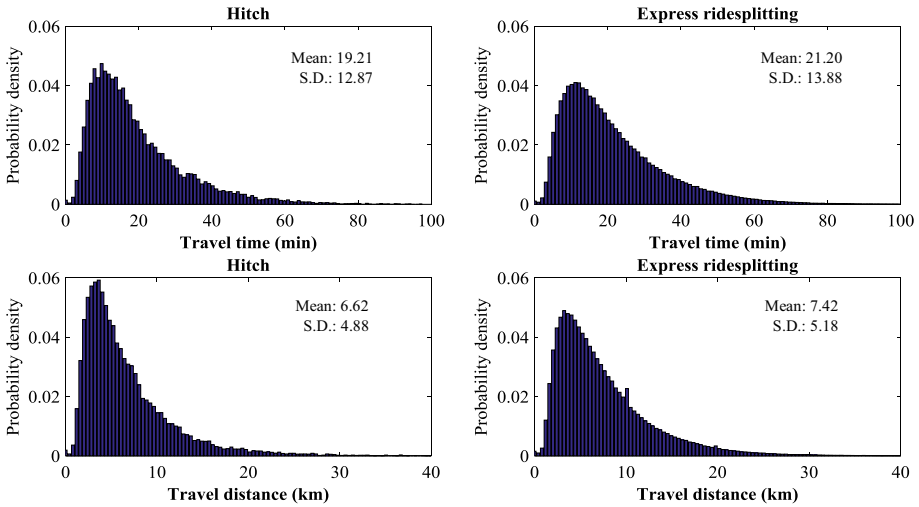 Hitch
Express ridesplitting
0.06
0.04
0.02
0
Probability density
Mean: 19.21
S.D.: 12.87
0 20 40 60 80 100
Travel time (min)
0.06
0.04
0.02
0
Probability density
Mean: 21.20
S.D.: 13.88
0 20 40 60 80 100
Travel time (min)
Hitch
Express ridesplitting
0.06
0.04
0.02
0
Probability density
Mean: 6.62
S.D.: 4.88
0 10 20 30 40
Travel distance (km)
0.06
0.04
0.02
0
Probability density
Mean: 7.42
S.D.: 5.18
0 10 20 30 40
Travel distance (km)